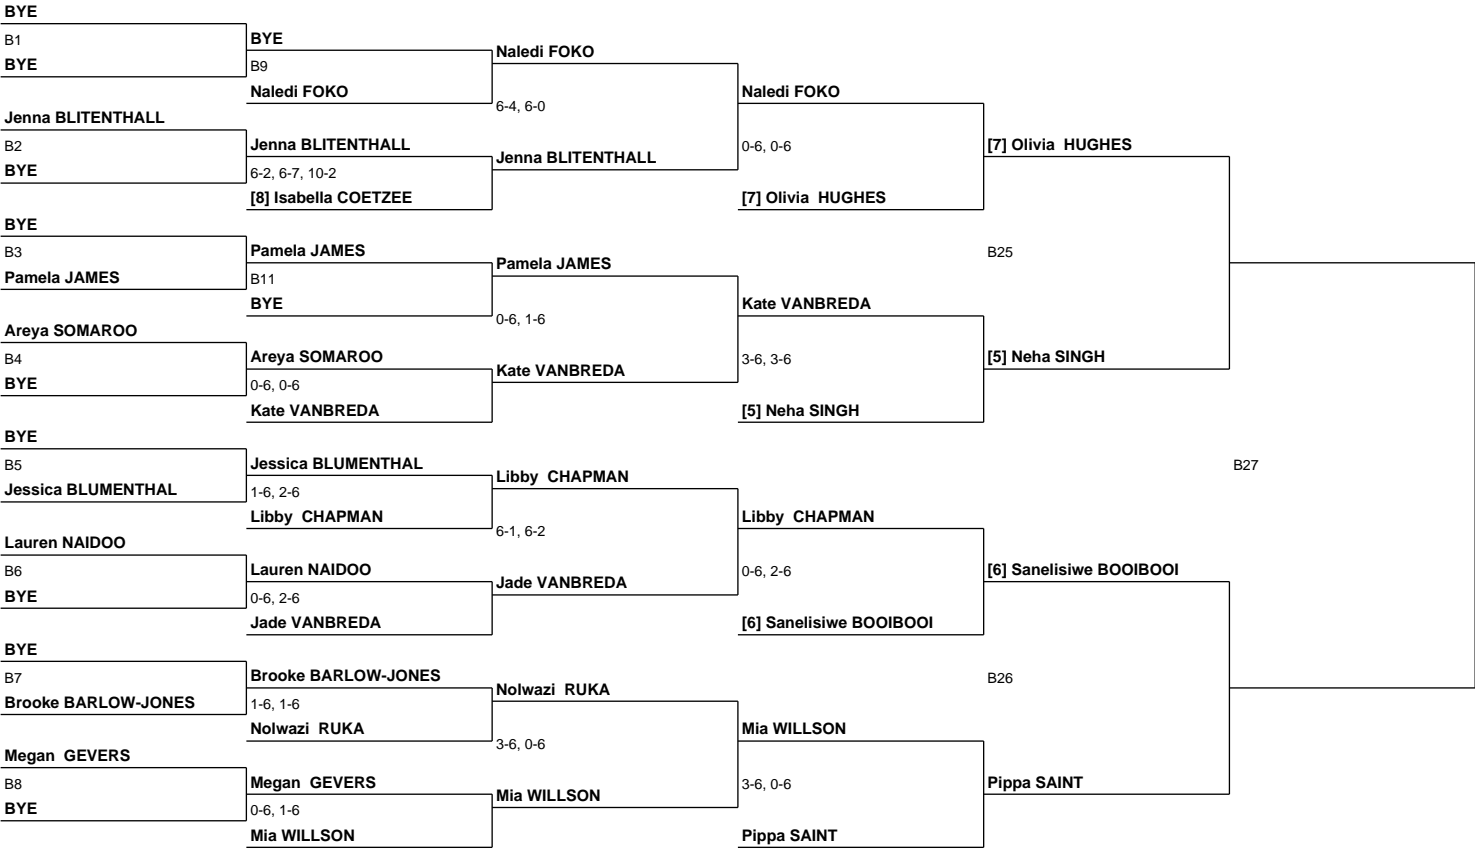 BYE
B1
BYE
Jenna BLITENTHALL
B2
BYE
BYE
B3
Pamela JAMES
Areya SOMAROO
B4
BYE
BYE
B5
Jessica BLUMENTHAL
Lauren NAIDOO
B6
BYE
BYE
B7
Brooke BARLOW-JONES
Megan GEVERS
B8
BYE
BYE
B9
Naledi FOKO
Jenna BLITENTHALL
6-2, 6-7, 10-2
[8] Isabella COETZEE
Pamela JAMES
B11
BYE
Areya SOMAROO
0-6, 0-6
Kate VANBREDA
Jessica BLUMENTHAL
1-6, 2-6
Libby CHAPMAN
Lauren NAIDOO
0-6, 2-6
Jade VANBREDA
Brooke BARLOW-JONES
1-6, 1-6
Nolwazi RUKA
Megan GEVERS
0-6, 1-6
Mia WILLSON
Naledi FOKO
6-4, 6-0
Jenna BLITENTHALL
Pamela JAMES
0-6, 1-6
Kate VANBREDA
Libby CHAPMAN
6-1, 6-2
Jade VANBREDA
Nolwazi RUKA
3-6, 0-6
Mia WILLSON
Naledi FOKO
0-6, 0-6
[7] Olivia HUGHES
Kate VANBREDA
3-6, 3-6
[5] Neha SINGH
Libby CHAPMAN
0-6, 2-6
[6] Sanelisiwe BOOIBOOI
Mia WILLSON
3-6, 0-6
Pippa SAINT
[7] Olivia HUGHES
B25
[5] Neha SINGH
[6] Sanelisiwe BOOIBOOI
B26
Pippa SAINT
B27